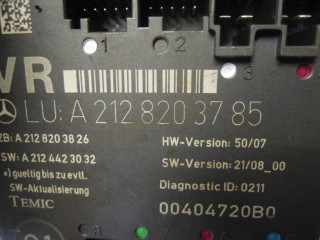 1 2
VR 3 4
LU: A 212 820 37 85
ZB: A 212 820 38 26
HW-Version: 50/07
SW: A 212 442 30 32
SW-Version: 21/08_00
*) gueltig bis zu evtl.
SW-Aktualisierung
Diagnostic ID: 0211
TEMIC
00404720B0